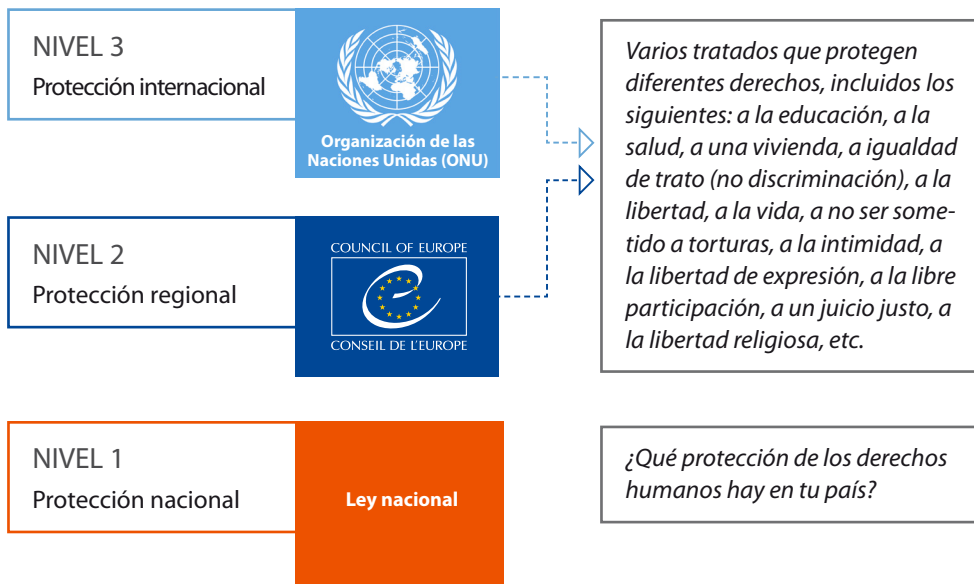 NIVEL 3
Protección internacional
Organización de las
Naciones Unidas (ONU)
Varios tratados que protegen
diferentes derechos, incluidos los
siguientes: a la educación, a la
salud, a una vivienda, a igualdad
de trato (no discriminación), a la
libertad, a la vida, a no ser some-
tido a torturas, a la intimidad, a
la libertad de expresión, a la libre
participación, a un juicio justo, a
la libertad religiosa, etc.
NIVEL 2
Protección regional
COUNCIL OF EUROPE
CONSEIL DE L'EUROPE
NIVEL 1
Protección nacional
Ley nacional
¿Qué protección de los derechos
humanos hay en tu país?